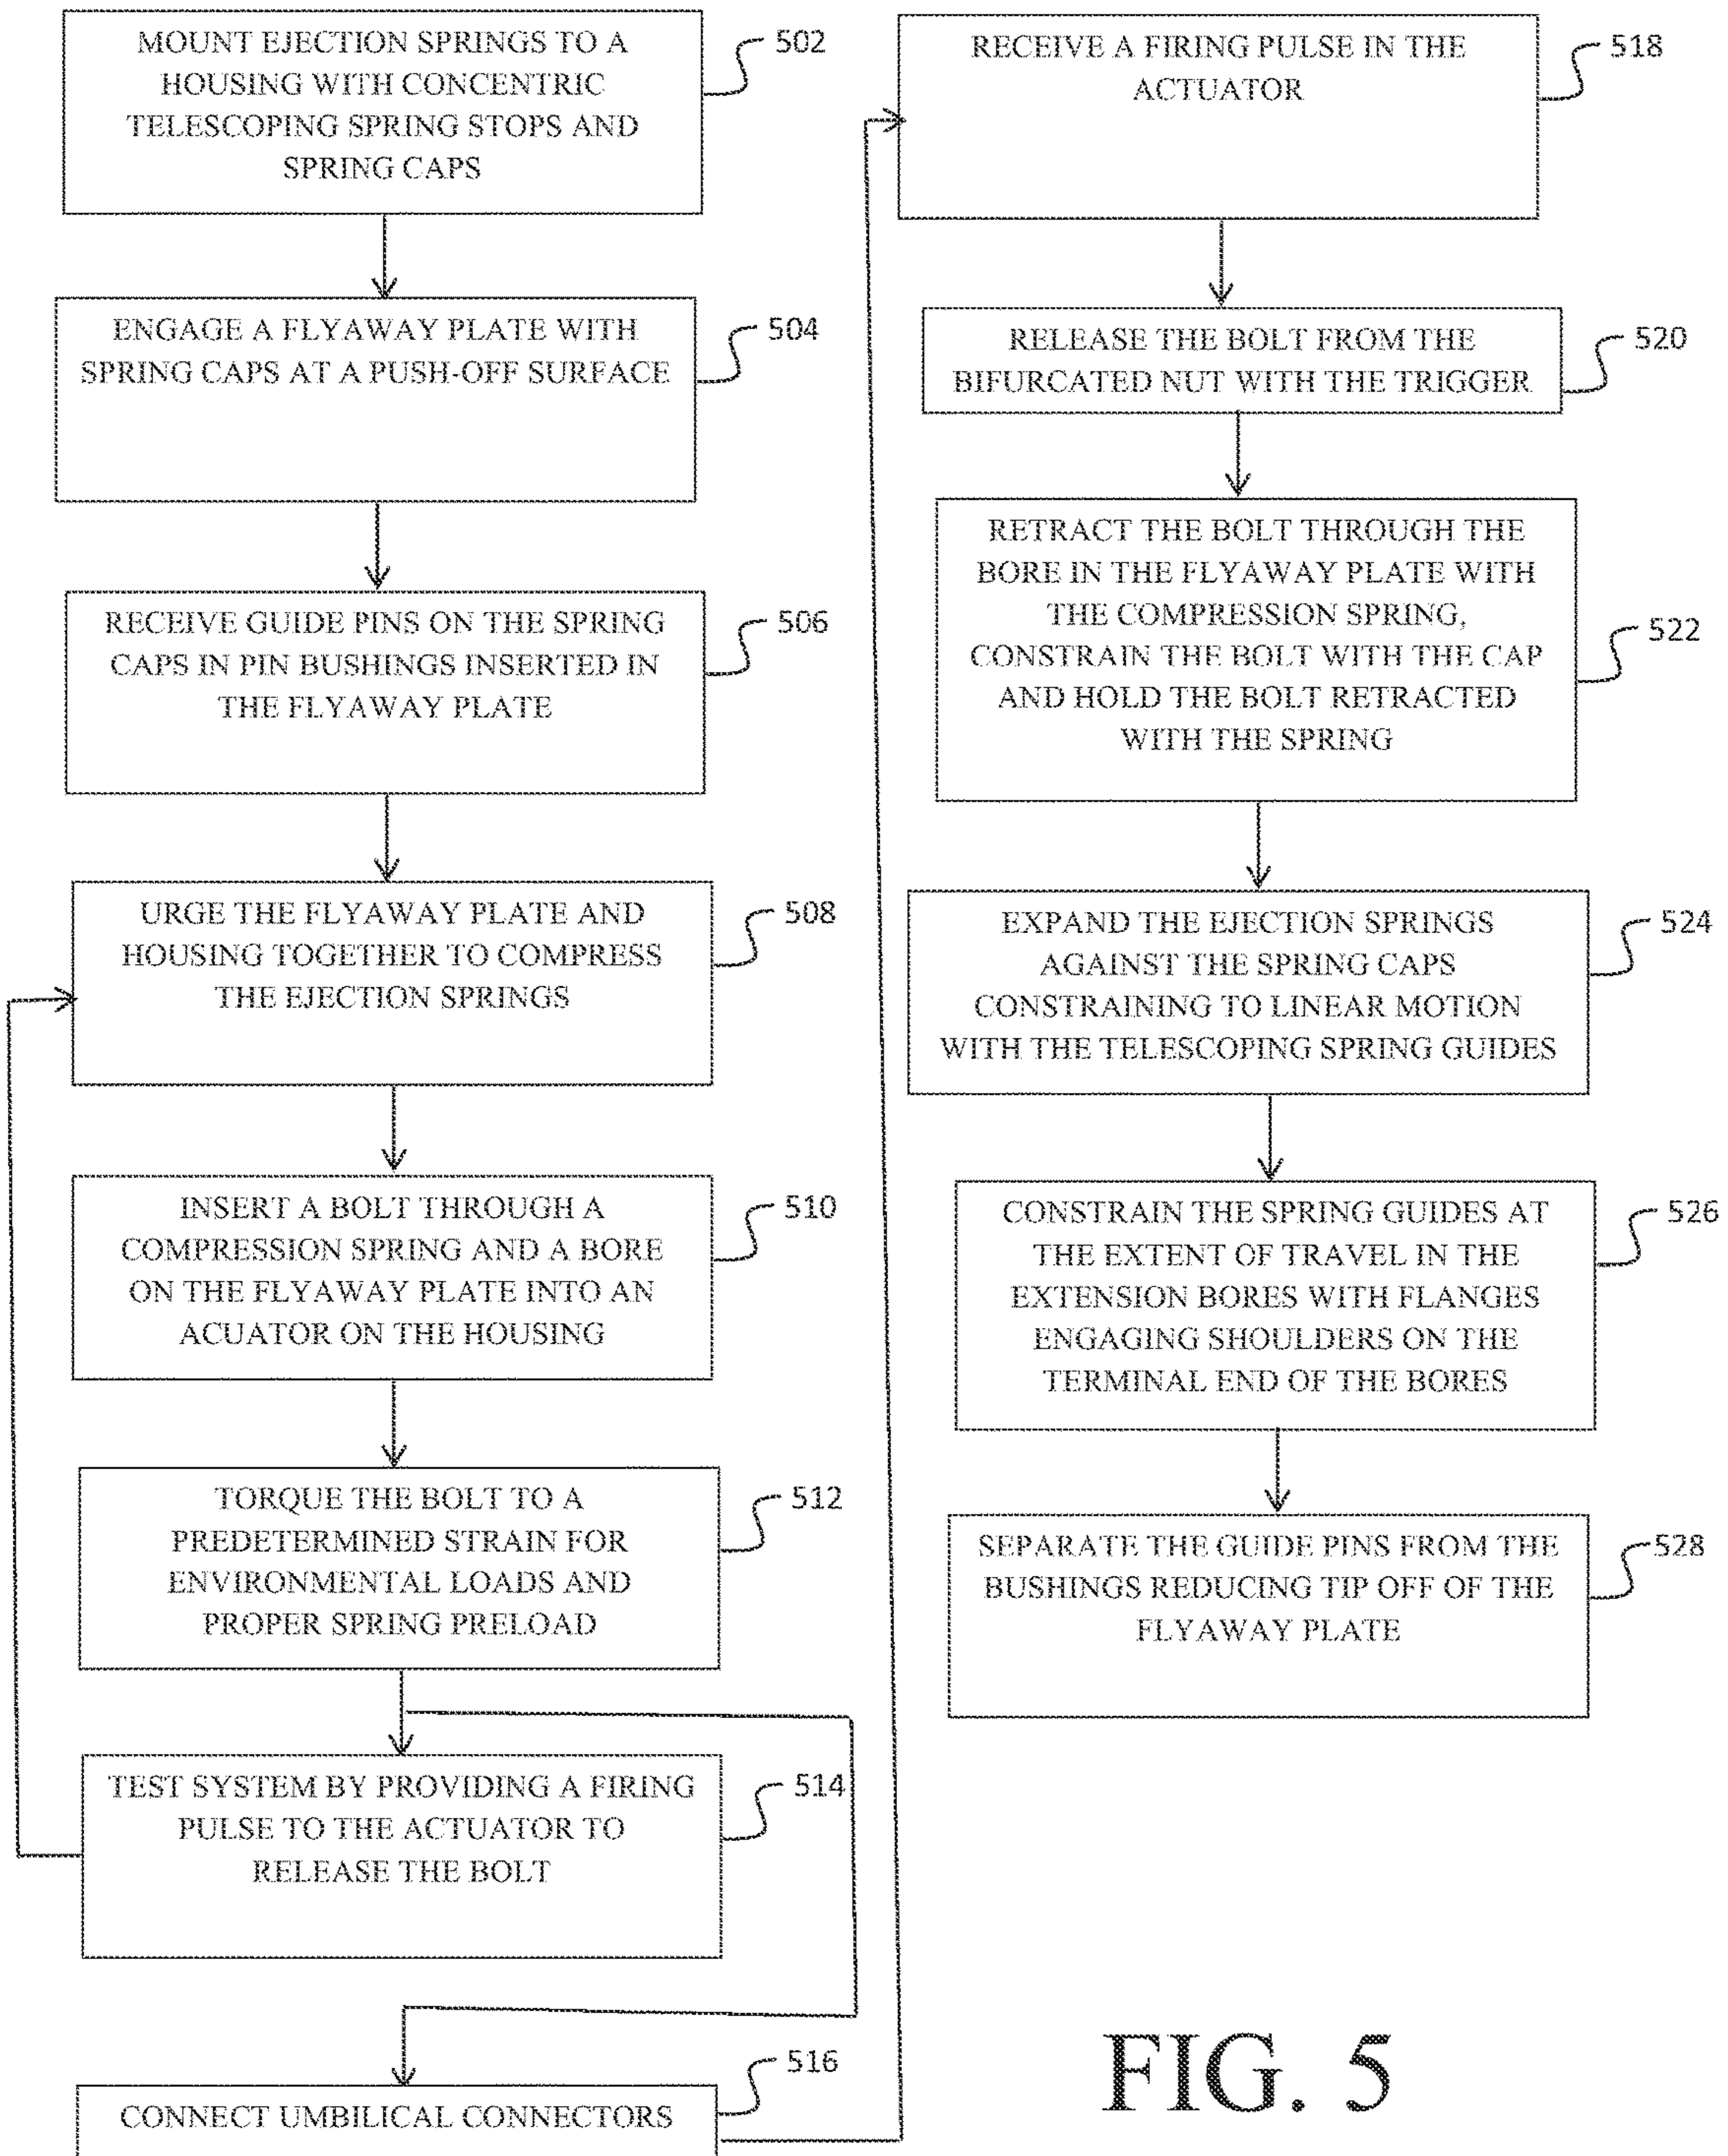 MOUNT EJECTION SPRINGS TO A
HOUSING WITH CONCENTRIC
TELESCOPING SPRING STOPS AND
SPRING CAPS
502
ENGAGE A FLYAWAY PLATE WITH
SPRING CAPS AT A PUSH-OFF SURFACE
504
RECEIVE GUIDE PINS ON THE SPRING
CAPS IN PIN BUSHINGS INSERTED IN
THE FLYAWAY PLATE
506
URGE THE FLYAWAY PLATE AND
HOUSING TOGETHER TO COMPRESS
THE EJECTION SPRINGS
508
INSERT A BOLT THROUGH A
COMPRESSION SPRING AND A BORE
ON THE FLYAWAY PLATE INTO AN
ACUATOR ON THE HOUSING
510
TORQUE THE BOLT TO A
PREDETERMINED STRAIN FOR
ENVIRONMENTAL LOADS AND
PROPER SPRING PRELOAD
512
TEST SYSTEM BY PROVIDING A FIRING
PULSE TO THE ACTUATOR TO
RELEASE THE BOLT
514
CONNECT UMBILICAL CONNECTORS
516
RECEIVE A FIRING PULSE IN THE
ACTUATOR
518
RELEASE THE BOLT FROM THE
BIFURCATED NUT WITH THE TRIGGER
520
RETRACT THE BOLT THROUGH THE
BORE IN THE FLYAWAY PLATE WITH
THE COMPRESSION SPRING,
CONSTRAIN THE BOLT WITH THE CAP
AND HOLD THE BOLT RETRACTED
WITH THE SPRING
522
EXPAND THE EJECTION SPRINGS
AGAINST THE SPRING CAPS
CONSTRAINING TO LINEAR MOTION
WITH THE TELESCOPING SPRING GUIDES
524
CONSTRAIN THE SPRING GUIDES AT
THE EXTENT OF TRAVEL IN THE
EXTENSION BORES WITH FLANGES
ENGAGING SHOULDERS ON THE
TERMINAL END OF THE BORES
526
SEPARATE THE GUIDE PINS FROM THE
BUSHINGS REDUCING TIP OFF OF THE
FLYAWAY PLATE
528
FIG. 5